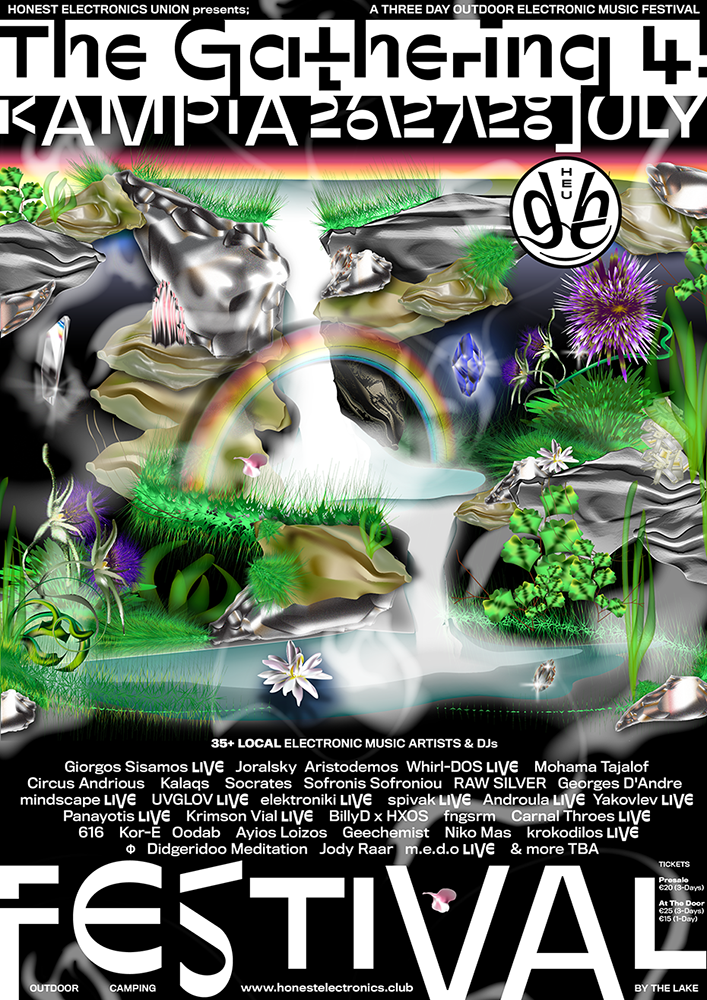 HONEST ELECTRONICS UNION presents;
A THREE DAY OUTDOOR ELECTRONIC MUSIC FESTIVAL
The Gathering 4!
KAMPIA 26\27/28 JULY
HEU
ghe
35+ LOCAL ELECTRONIC MUSIC ARTISTS & DJs
Giorgos Sisamos LIVE Joralsky Aristodemos Whirl-DOS LIVE Mohama Tajalof
Circus Andrious Kalaqs Socrates Sofronis Sofroniou RAW SILVER Georges D'Andre
mindscape LIVE UVGLOV LIVE elektroniki LIVE spivak LIVE Androula LIVE Yakovlev LIVE
Panayotis LIVE Krimson Vial LIVE BillyD x HXOS fngsrm Carnal Throes LIVE
616 Kor-E Oodab Ayios Loizos Geechemist Niko Mas krokodilos LIVE
Φ Didgeridoo Meditation Jody Raar m.e.d.o LIVE & more TBA
TICKETS
Presale
€20 (3-Days)
At The Door
€25 (3-Days)
€15 (1-Day)
FESTIVAL
OUTDOOR CAMPING www.honestelectronics.club BY THE LAKE